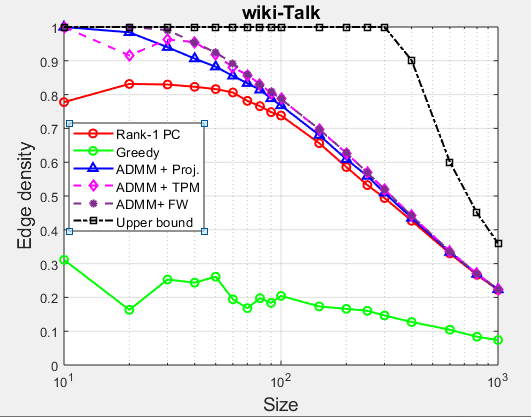 wiki-Talk
Edge density
1
0.9
0.8
0.7
0.6
0.5
0.4
0.3
0.2
0.1
0
Rank-1 PC
Greedy
ADMM + Proj.
ADMM + TPM
ADMM+ FW
Upper bound
10^1
10^2
10^3
Size